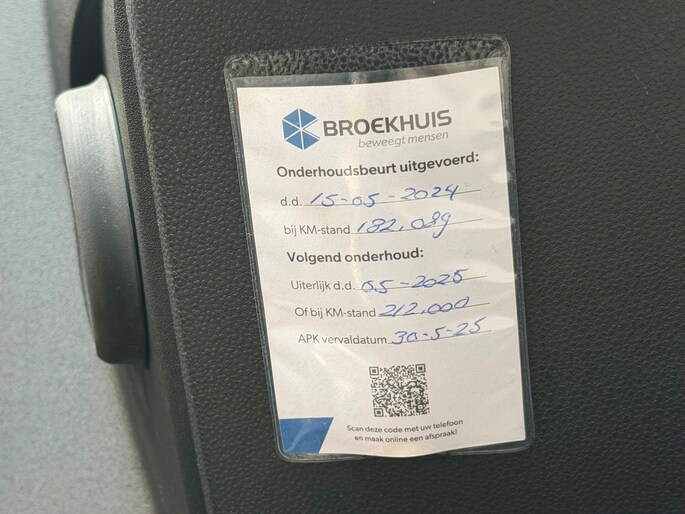 BROEKHUIS
beweegt mensen
Onderhoudsbeurt uitgevoerd:
d.d. 15-05-2024
bij KM-stand 182.089
Volgend onderhoud:
Uiterlijk d.d. 05-2025
Of bij KM-stand 212.000
APK vervaldatum 30-5-25
Scan deze code met uw telefoon
en maak online een afspraak!